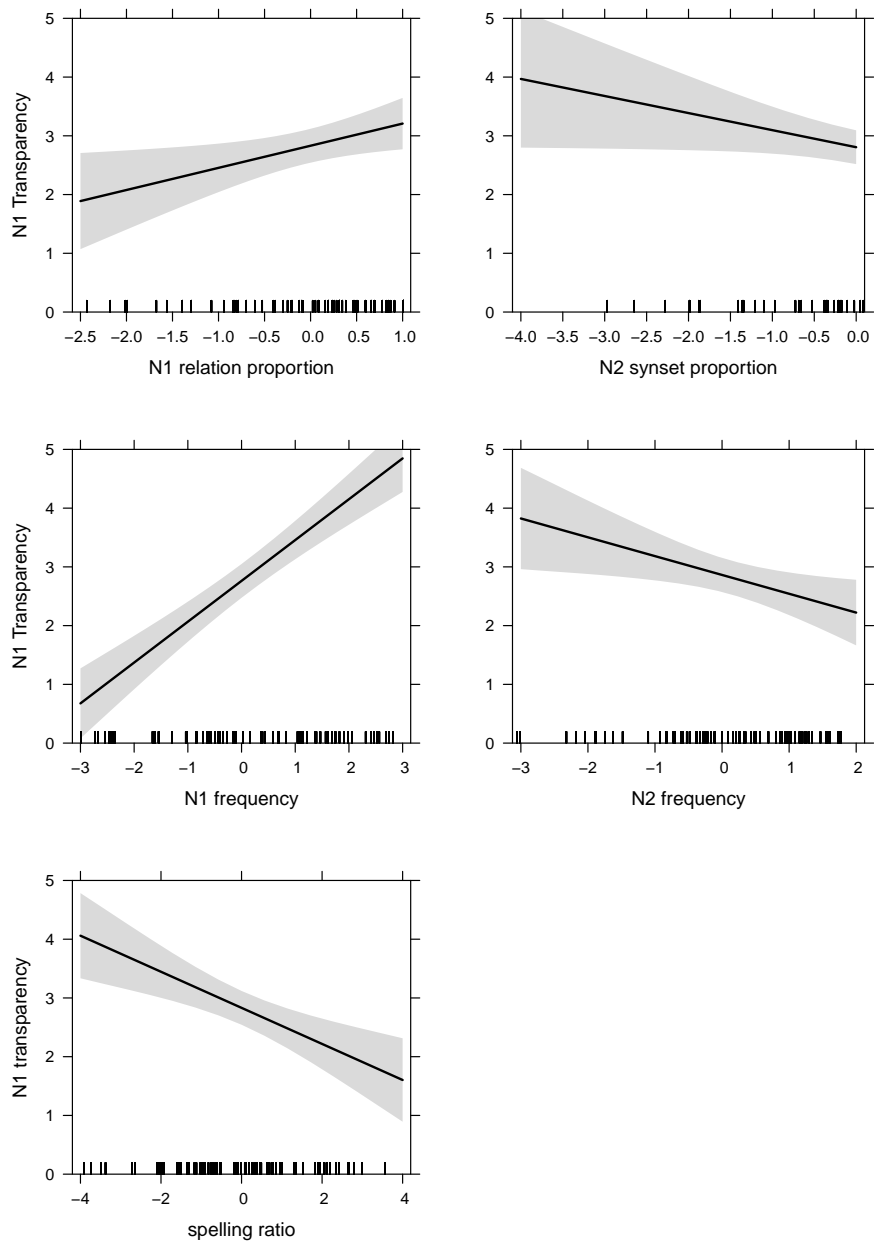 5
4
3
2
1
0
N1 Transparency
−2.5 −2.0 −1.5 −1.0 −0.5 0.0 0.5 1.0
N1 relation proportion
5
4
3
2
1
0
−4.0 −3.5 −3.0 −2.5 −2.0 −1.5 −1.0 −0.5 0.0
N2 synset proportion
5
4
3
2
1
0
N1 Transparency
−3 −2 −1 0 1 2 3
N1 frequency
5
4
3
2
1
0
−3 −2 −1 0 1 2
N2 frequency
5
4
3
2
1
0
N1 transparency
−4 −2 0 2 4
spelling ratio